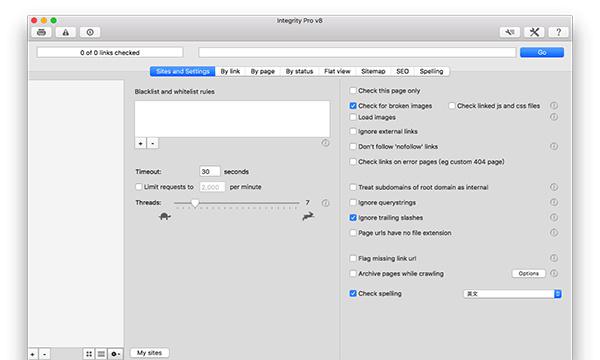 Integrity Pro v8
?
0 of 0 links checked
Go
Sites and Settings By link By page By status Flat view Sitemap SEO Spelling
Blacklist and whitelist rules
+ -
Timeout: 30 seconds
Limit requests to 2,000 per minute
Threads: 7
Check this page only
Check for broken images Check linked js and css files
Load images
Ignore external links
Don't follow 'nofollow' links
Check links on error pages (eg custom 404 page)
Treat subdomains of root domain as internal
Ignore querystrings
Ignore trailing slashes
Page urls have no file extension
Flag missing link url
Archive pages while crawling Options
Check spelling 英文
+ -
My sites